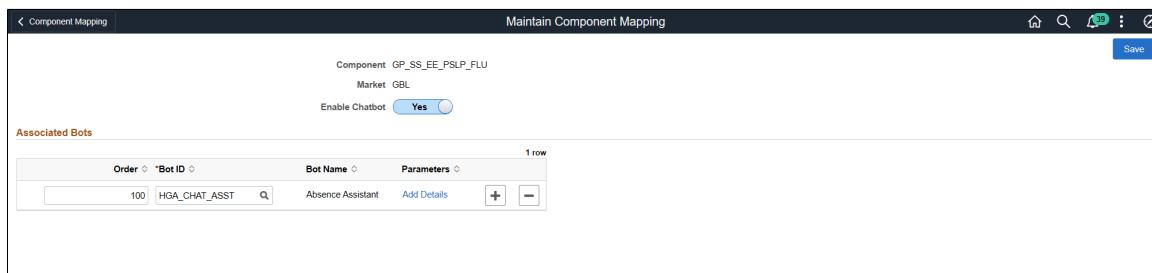 Component Mapping
Maintain Component Mapping
39
Save
Component GP_SS_EE_PSLP_FLU
Market GBL
Enable Chatbot Yes
Associated Bots
1 row
Order *Bot ID Bot Name Parameters
100 HGA_CHAT_ASST Absence Assistant Add Details